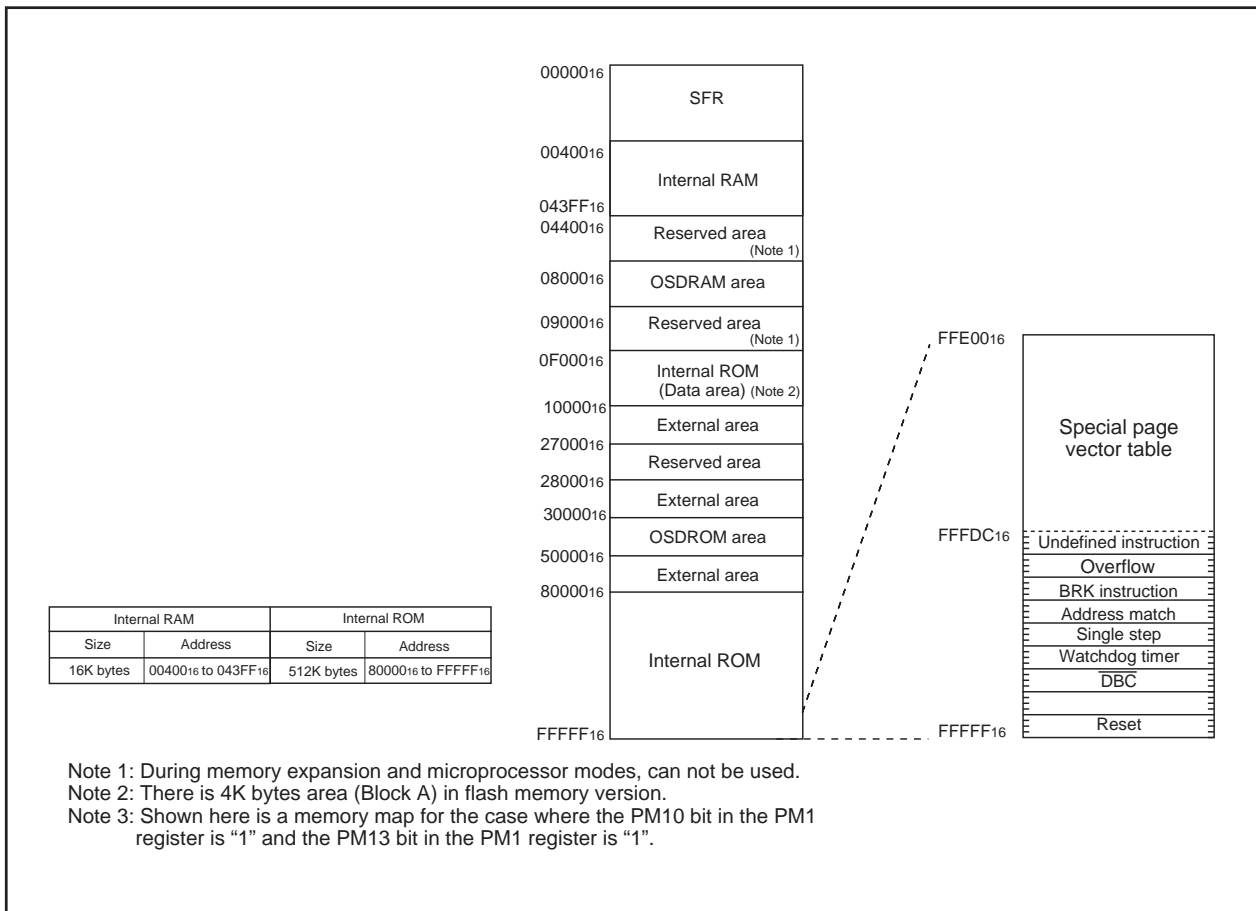 0000016
SFR
0040016
Internal RAM
043FF16
0440016
Reserved area
(Note 1)
0800016
OSDRAM area
0900016
Reserved area
(Note 1)
0F00016
Internal ROM
(Data area) (Note 2)
1000016
External area
2700016
Reserved area
2800016
External area
3000016
OSDROM area
5000016
External area
8000016
Internal ROM
FFFFF16
FFE0016
Special page
vector table
FFFDC16
Undefined instruction
Overflow
BRK instruction
Address match
Single step
Watchdog timer
DBC
Reset
FFFFF16
Internal RAM Internal ROM
Size Address Size Address
16K bytes 0040016 to 043FF16 512K bytes 8000016 to FFFFF16
Note 1: During memory expansion and microprocessor modes, can not be used.
Note 2: There is 4K bytes area (Block A) in flash memory version.
Note 3: Shown here is a memory map for the case where the PM10 bit in the PM1
register is “1” and the PM13 bit in the PM1 register is “1”.